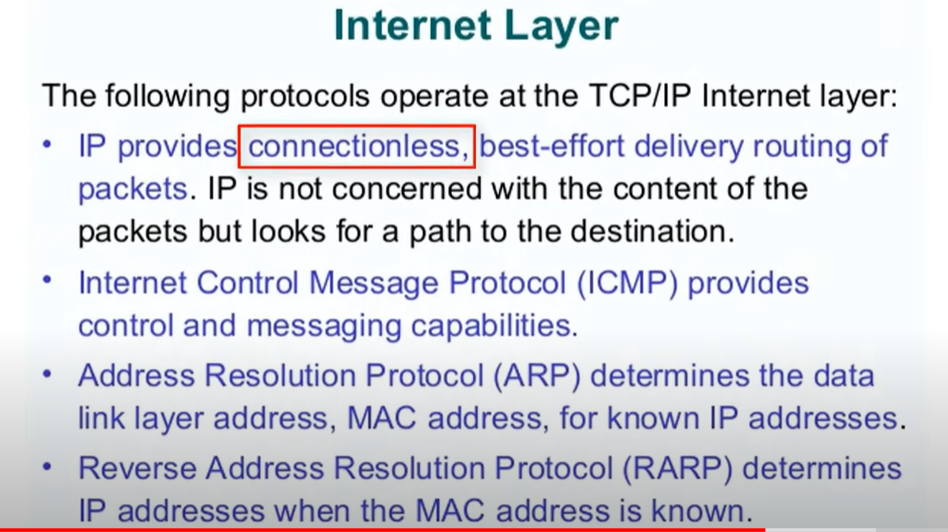 Internet Layer
The following protocols operate at the TCP/IP Internet layer:
• IP provides connectionless, best-effort delivery routing of
packets. IP is not concerned with the content of the
packets but looks for a path to the destination.
• Internet Control Message Protocol (ICMP) provides
control and messaging capabilities.
• Address Resolution Protocol (ARP) determines the data
link layer address, MAC address, for known IP addresses.
• Reverse Address Resolution Protocol (RARP) determines
IP addresses when the MAC address is known.